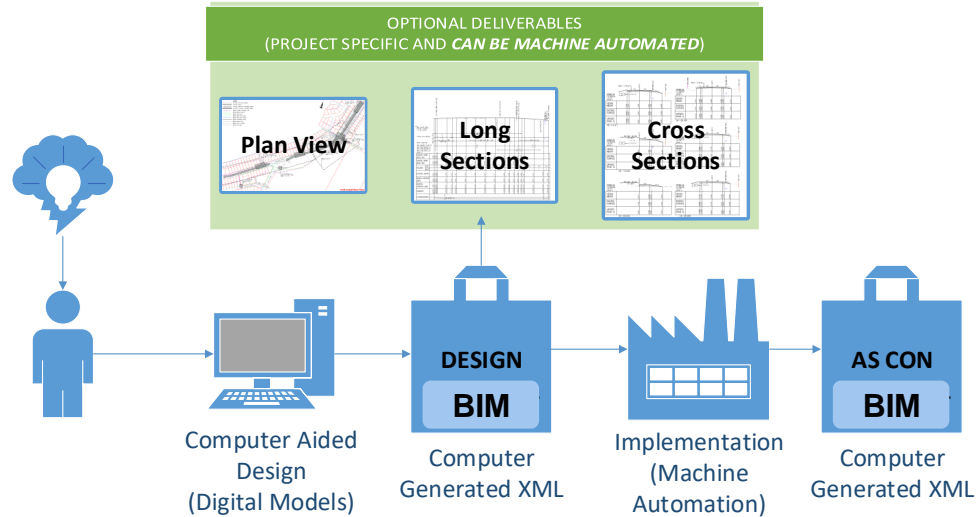 OPTIONAL DELIVERABLES
(PROJECT SPECIFIC AND CAN BE MACHINE AUTOMATED)
Plan View
Long
Sections
Cross
Sections
DESIGN
BIM
AS CON
BIM
Computer Aided
Design
(Digital Models)
Computer
Generated XML
Implementation
(Machine
Automation)
Computer
Generated XML